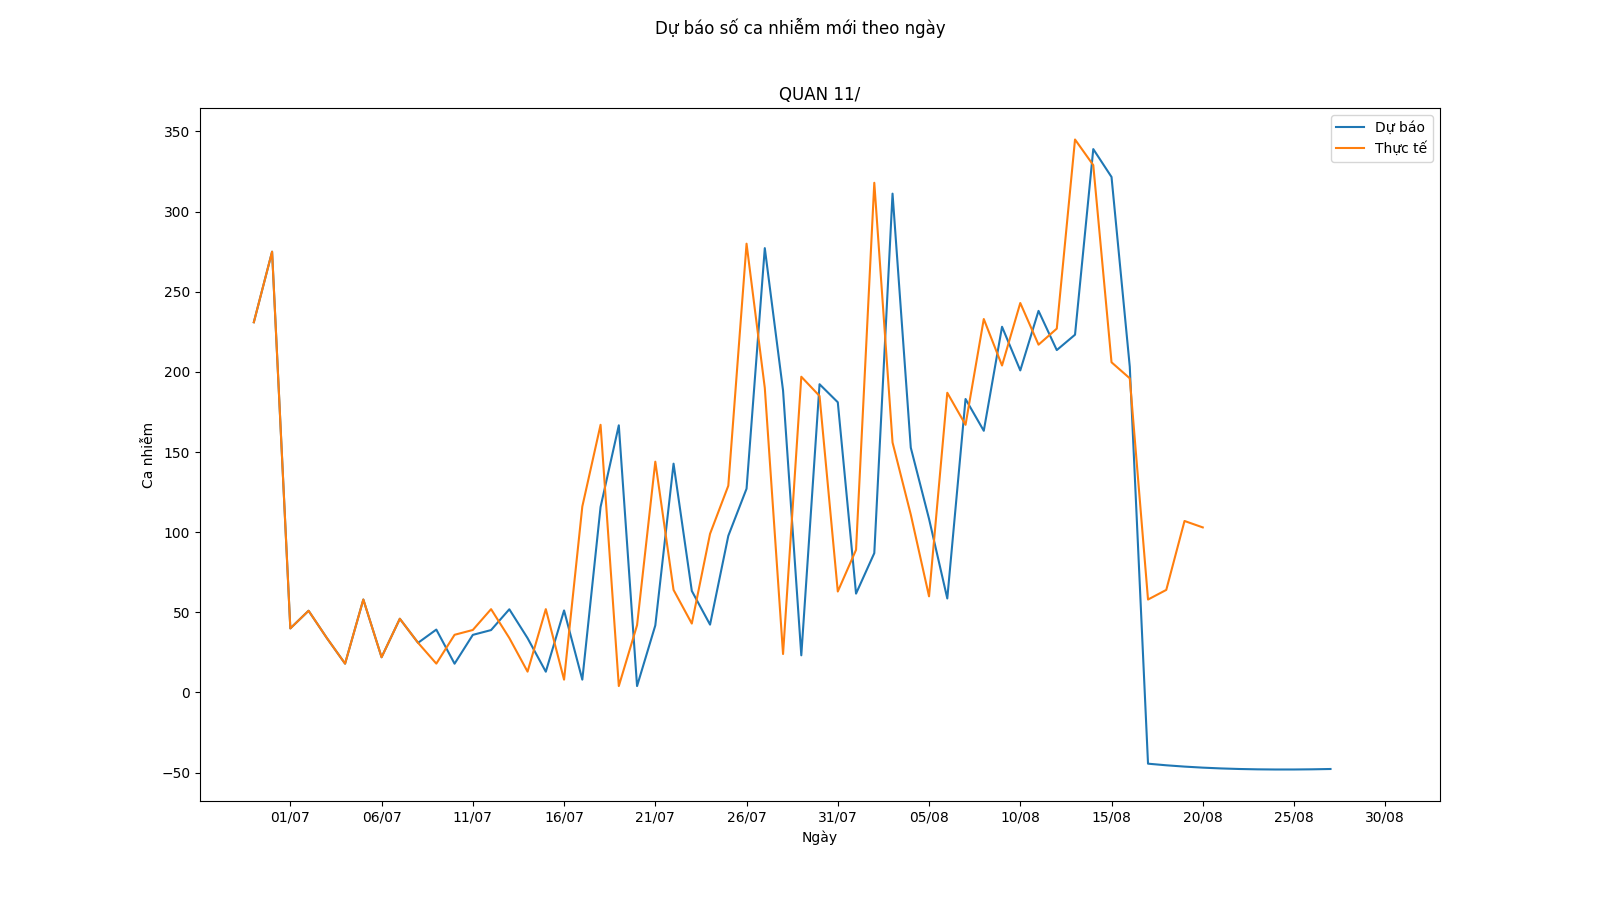 Dự báo số ca nhiễm mới theo ngày
QUAN 11/
Dự báo
Thực tế
350
300
250
200
150
100
50
0
−50
Ca nhiễm
01/07 06/07 11/07 16/07 21/07 26/07 31/07 05/08 10/08 15/08 20/08 25/08 30/08
Ngày